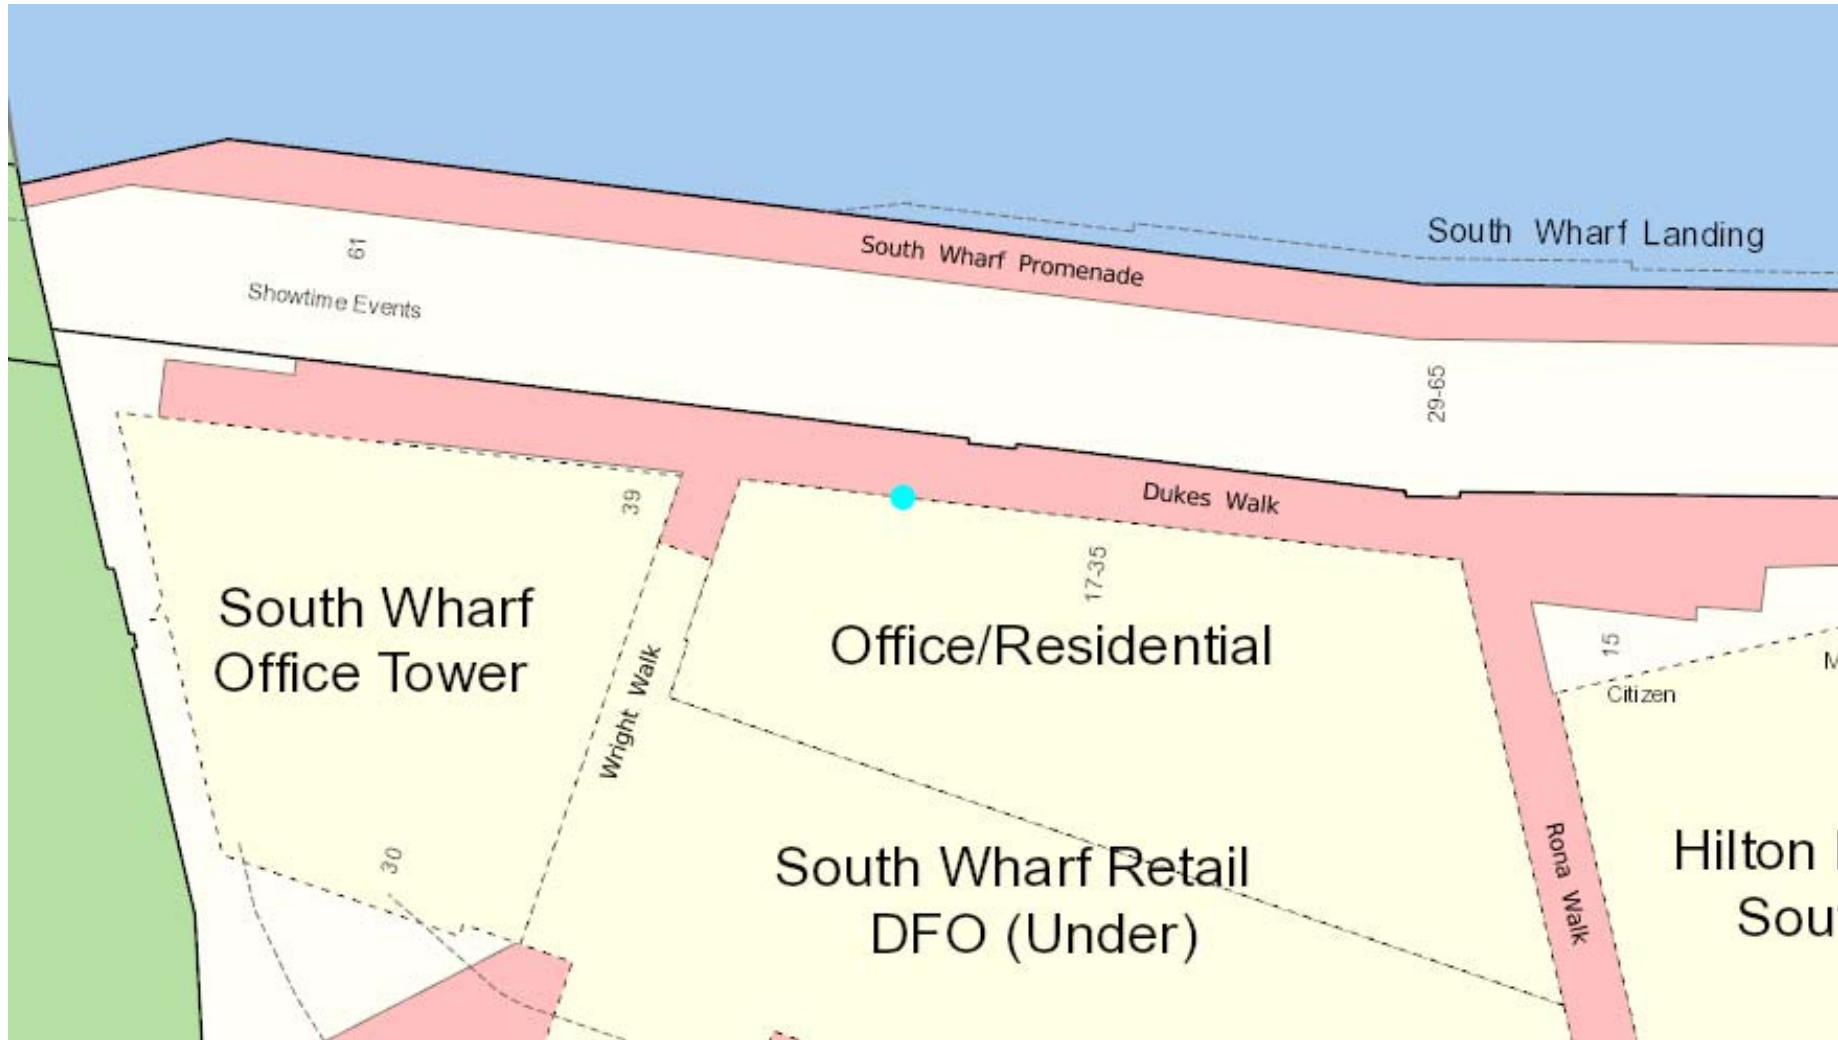 South Wharf Landing
South Wharf Promenade
61
Showtime Events
29-65
Dukes Walk
39
17-35
South Wharf
Office Tower
Office/Residential
15
Citizen
Wright Walk
30
South Wharf Retail
DFO (Under)
Rona Walk
Hilton
Sou